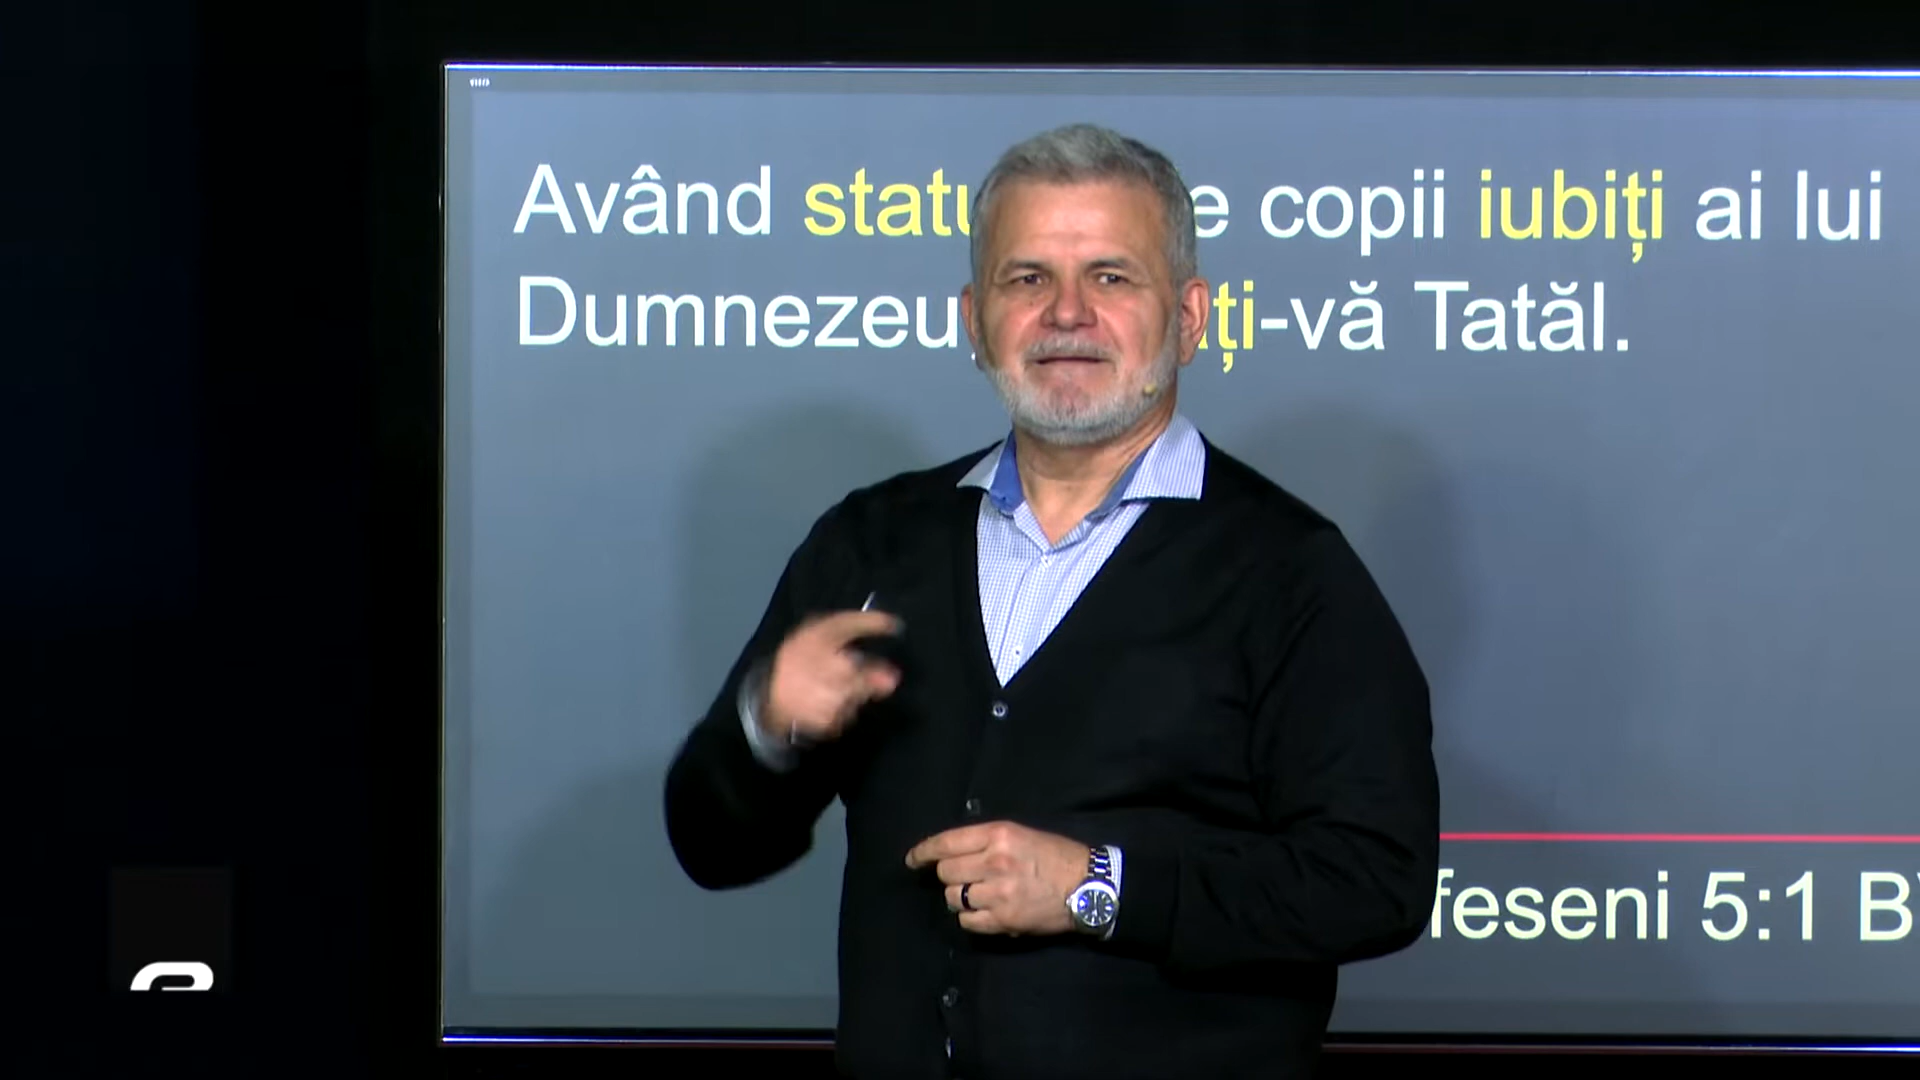 Având statu e copii iubiți ai lui
Dumnezeu, ți-vă Tatăl.
feseni 5:1 B
e